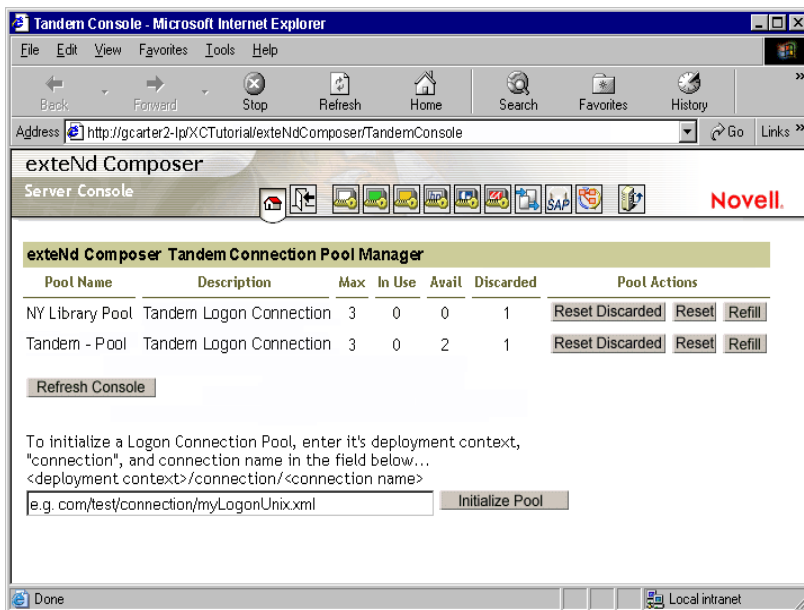 Tandem Console - Microsoft Internet Explorer
File Edit View Favorites Tools Help
Back Forward Stop Refresh Home Search Favorites History »
Address http://gcarter2-lp/XCTutorial/exteNdComposer/TandemConsole Go Links »
exteNd Composer
Server Console
SAP
Novell.
exteNd Composer Tandem Connection Pool Manager
Pool Name Description Max In Use Avail Discarded Pool Actions
NY Library Pool Tandem Logon Connection 3 0 0 1 Reset Discarded Reset Refill
Tandem - Pool Tandem Logon Connection 3 0 2 1 Reset Discarded Reset Refill
Refresh Console
To initialize a Logon Connection Pool, enter it's deployment context,
"connection", and connection name in the field below...
<deployment context>/connection/<connection name>
e.g. com/test/connection/myLogonUnix.xml Initialize Pool
Done Local intranet